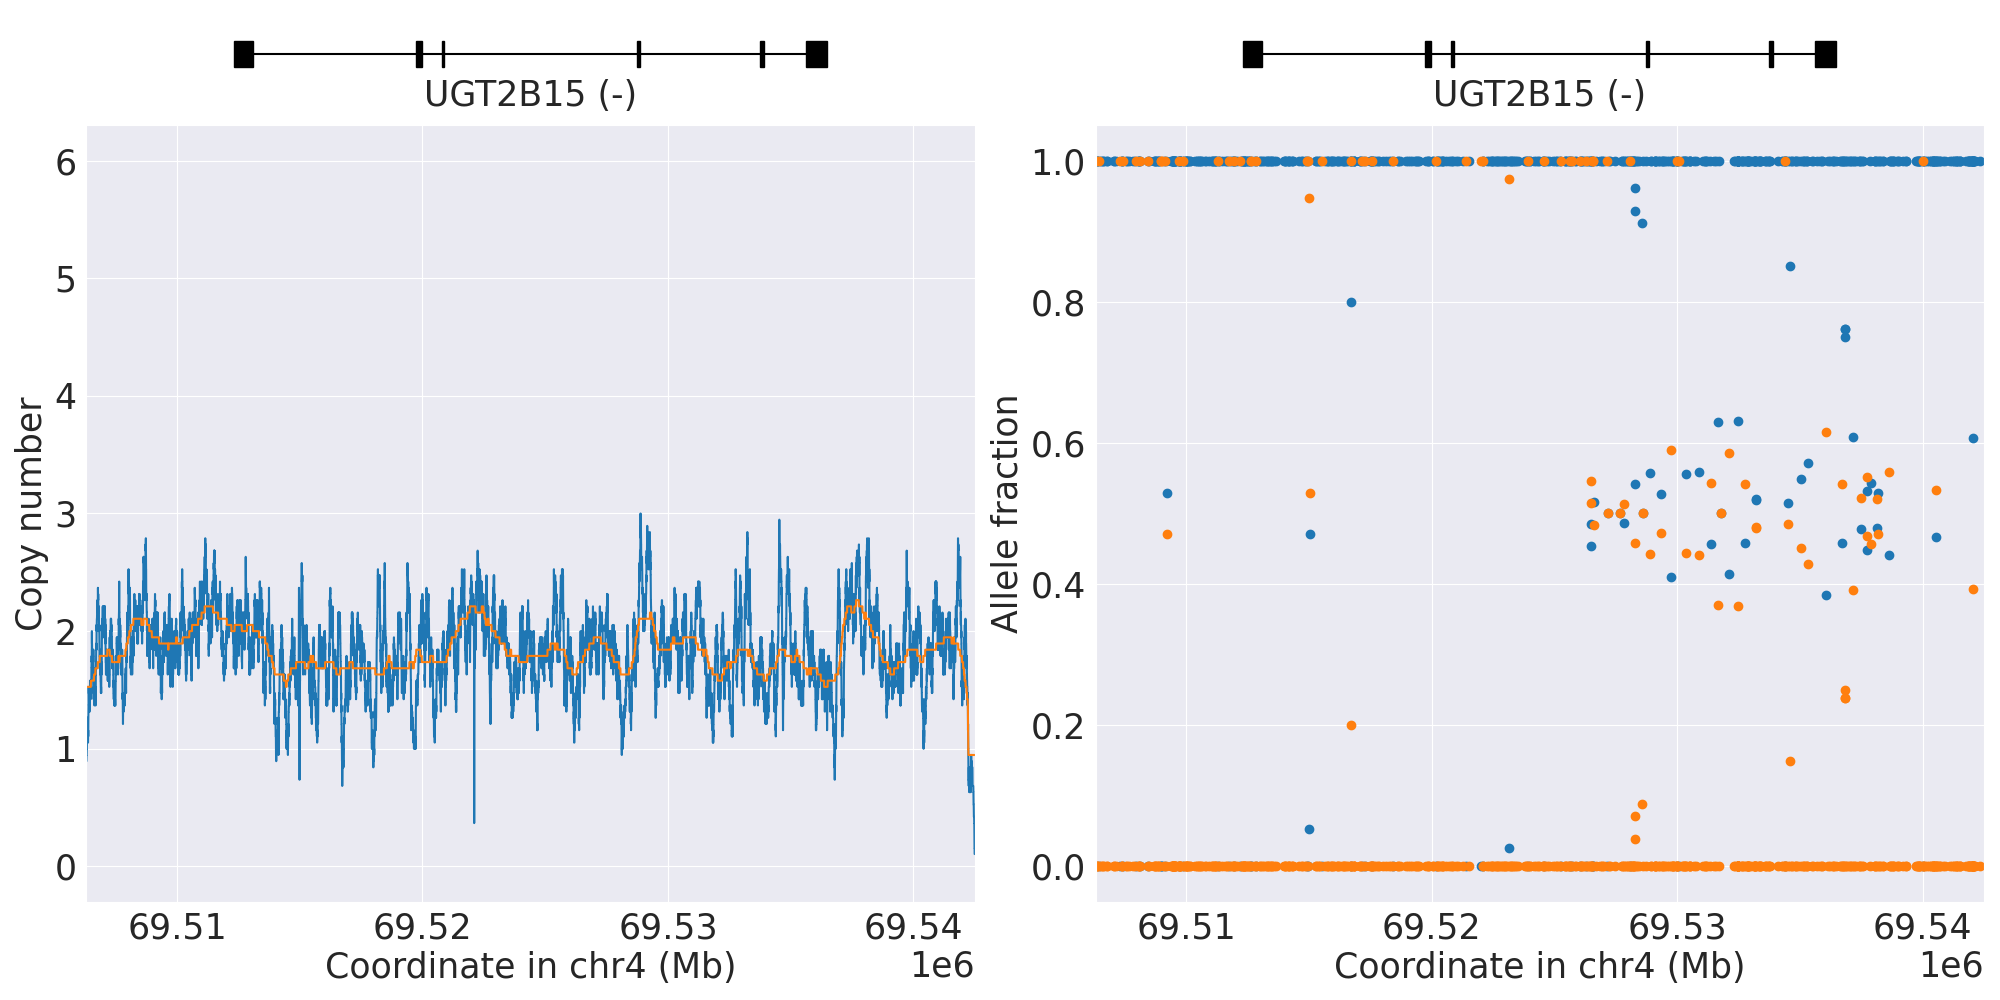 UGT2B15 (-)
UGT2B15 (-)
Copy number
6
5
4
3
2
1
0
69.51 69.52 69.53 69.54
Coordinate in chr4 (Mb)
1e6
Allele fraction
1.0
0.8
0.6
0.4
0.2
0.0
69.51 69.52 69.53 69.54
Coordinate in chr4 (Mb)
1e6